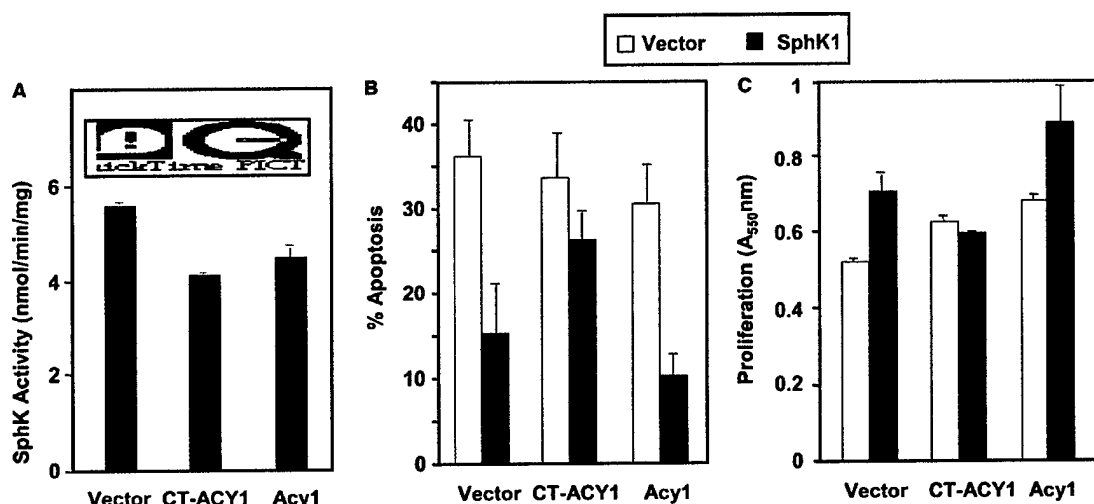 Vector SphK1
A
SphK Activity (nmol/min/mg)
6
4
2
0
uickTime PICT
Vector CT-ACY1 Acy1
B
% Apoptosis
40
30
20
10
0
Vector CT-ACY1 Acy1
C
Proliferation (A550nm)
1
0.8
0.6
0.4
0.2
0
Vector CT-ACY1 Acy1